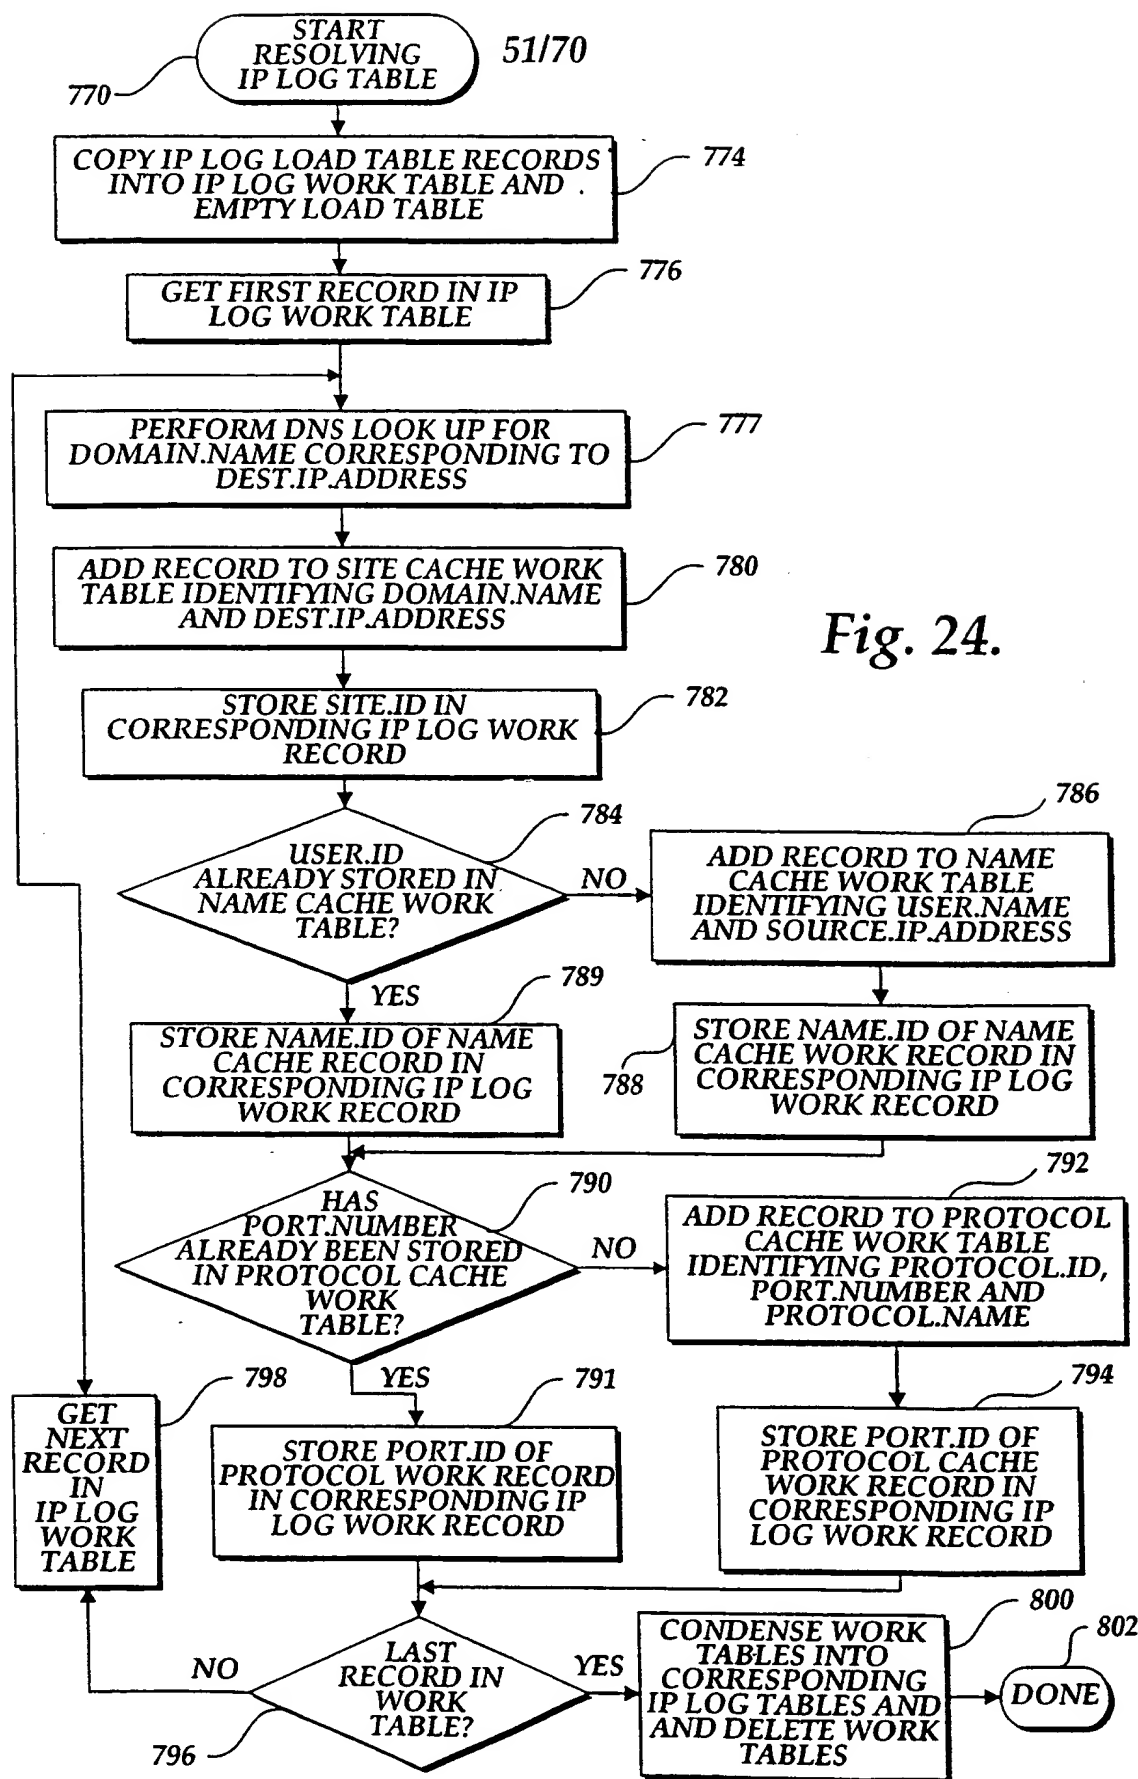 START
RESOLVING
IP LOG TABLE
51/70
770
COPY IP LOG LOAD TABLE RECORDS
INTO IP LOG WORK TABLE AND
EMPTY LOAD TABLE
774
GET FIRST RECORD IN IP
LOG WORK TABLE
776
PERFORM DNS LOOK UP FOR
DOMAIN.NAME CORRESPONDING TO
DEST.IP.ADDRESS
777
ADD RECORD TO SITE CACHE WORK
TABLE IDENTIFYING DOMAIN.NAME
AND DEST.IP.ADDRESS
780
Fig. 24.
STORE SITE.ID IN
CORRESPONDING IP LOG WORK
RECORD
782
USER.ID
ALREADY STORED IN
NAME CACHE WORK
TABLE?
784
NO
ADD RECORD TO NAME
CACHE WORK TABLE
IDENTIFYING USER.NAME
AND SOURCE.IP.ADDRESS
786
YES
STORE NAME.ID OF NAME
CACHE RECORD IN
CORRESPONDING IP LOG
WORK RECORD
789
STORE NAME.ID OF NAME
CACHE WORK RECORD IN
CORRESPONDING IP LOG
WORK RECORD
788
HAS
PORT.NUMBER
ALREADY BEEN STORED
IN PROTOCOL CACHE
WORK
TABLE?
790
NO
ADD RECORD TO PROTOCOL
CACHE WORK TABLE
IDENTIFYING PROTOCOL.ID,
PORT.NUMBER AND
PROTOCOL.NAME
792
YES
STORE PORT.ID OF
PROTOCOL WORK RECORD
IN CORRESPONDING IP
LOG WORK RECORD
791
STORE PORT.ID OF
PROTOCOL CACHE
WORK RECORD IN
CORRESPONDING IP
LOG WORK RECORD
794
GET
NEXT
RECORD
IN
IP LOG
WORK
TABLE
798
LAST
RECORD IN
WORK
TABLE?
796
NO
YES
CONDENSE WORK
TABLES INTO
CORRESPONDING
IP LOG TABLES AND
AND DELETE WORK
TABLES
800
DONE
802